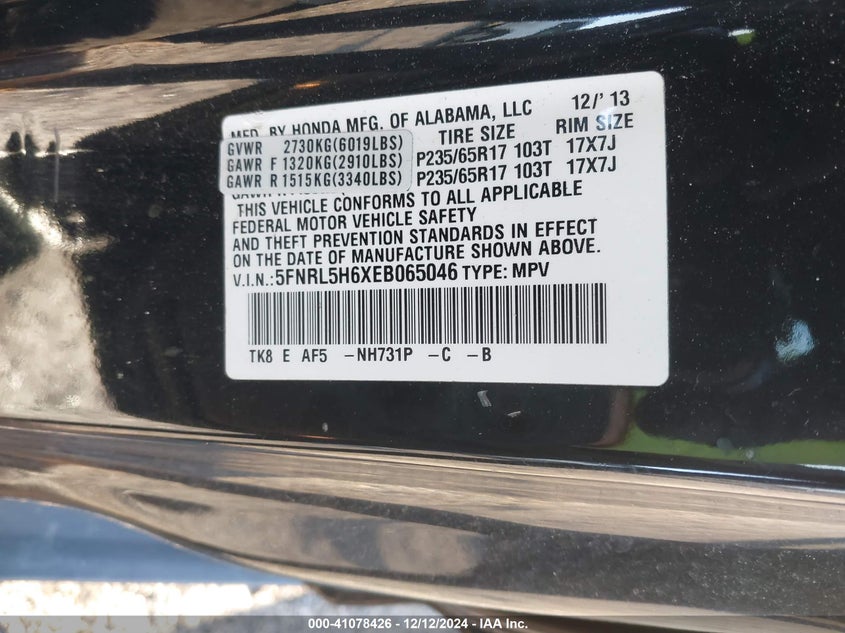 MFD. BY HONDA MFG. OF ALABAMA, LLC 12/'13
TIRE SIZE RIM SIZE
GVWR 2730KG(6019LBS)
GAWR F 1320KG(2910LBS) P235/65R17 103T 17X7J
GAWR R 1515KG(3340LBS) P235/65R17 103T 17X7J
THIS VEHICLE CONFORMS TO ALL APPLICABLE
FEDERAL MOTOR VEHICLE SAFETY
AND THEFT PREVENTION STANDARDS IN EFFECT
ON THE DATE OF MANUFACTURE SHOWN ABOVE.
V.I.N.:5FNRL5H6XEB065046 TYPE: MPV
TK8 E AF5 -NH731P -C -B
000-41078426 - 12/12/2024 - IAA Inc.